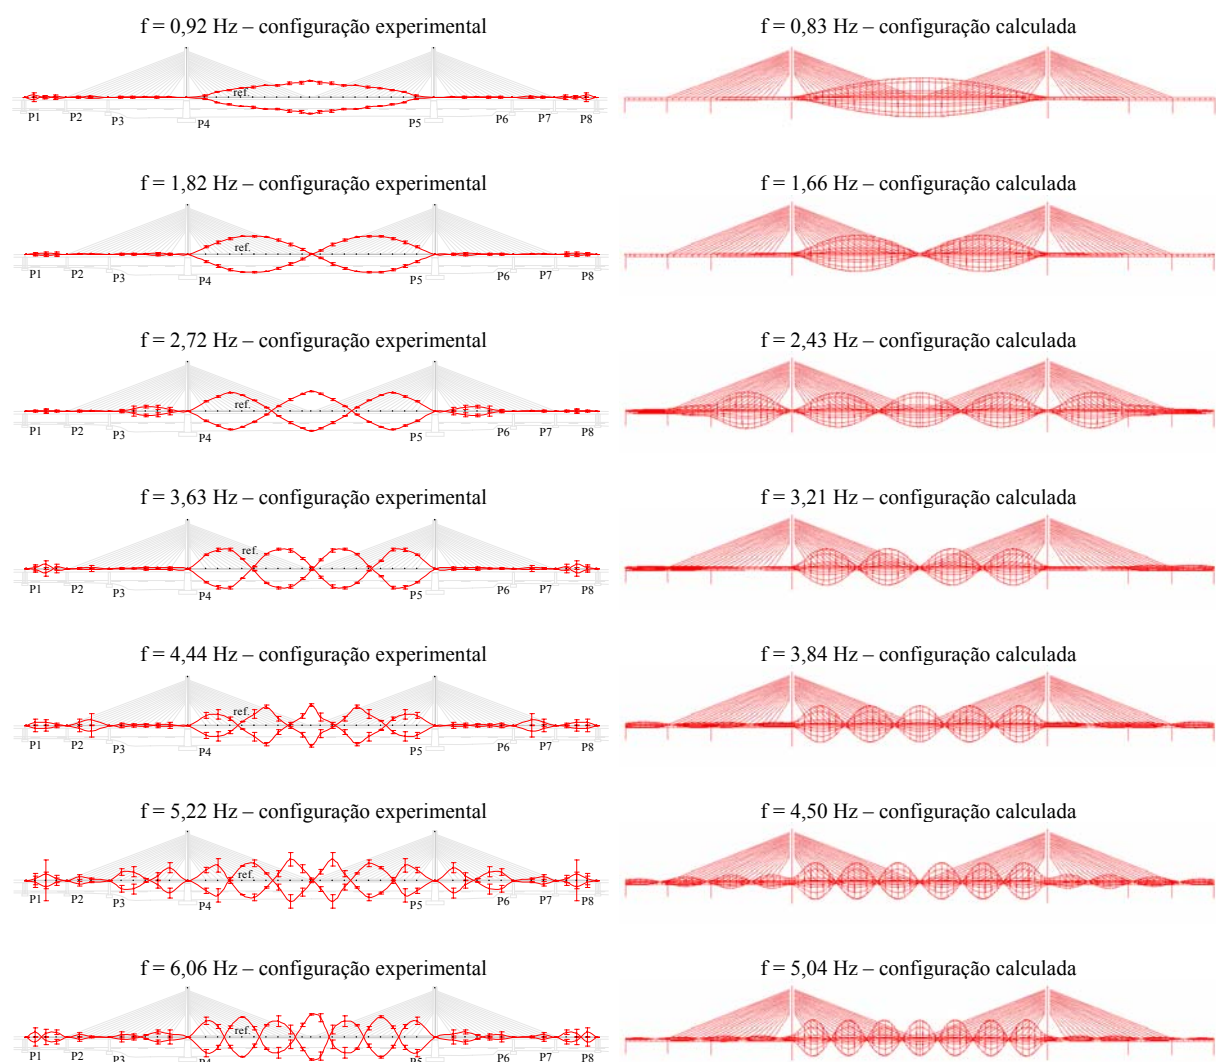 f = 0,92 Hz – configuração experimental
f = 0,83 Hz – configuração calculada
ref.
P1 P2 P3 P4 P5 P6 P7 P8
f = 1,82 Hz – configuração experimental
f = 1,66 Hz – configuração calculada
ref.
P1 P2 P3 P4 P5 P6 P7 P8
f = 2,72 Hz – configuração experimental
f = 2,43 Hz – configuração calculada
ref.
P1 P2 P3 P4 P5 P6 P7 P8
f = 3,63 Hz – configuração experimental
f = 3,21 Hz – configuração calculada
ref.
P1 P2 P3 P4 P5 P6 P7 P8
f = 4,44 Hz – configuração experimental
f = 3,84 Hz – configuração calculada
ref.
P1 P2 P3 P4 P5 P6 P7 P8
f = 5,22 Hz – configuração experimental
f = 4,50 Hz – configuração calculada
ref.
P1 P2 P3 P4 P5 P6 P7 P8
f = 6,06 Hz – configuração experimental
f = 5,04 Hz – configuração calculada
ref.
P1 P2 P3 P4 P5 P6 P7 P8